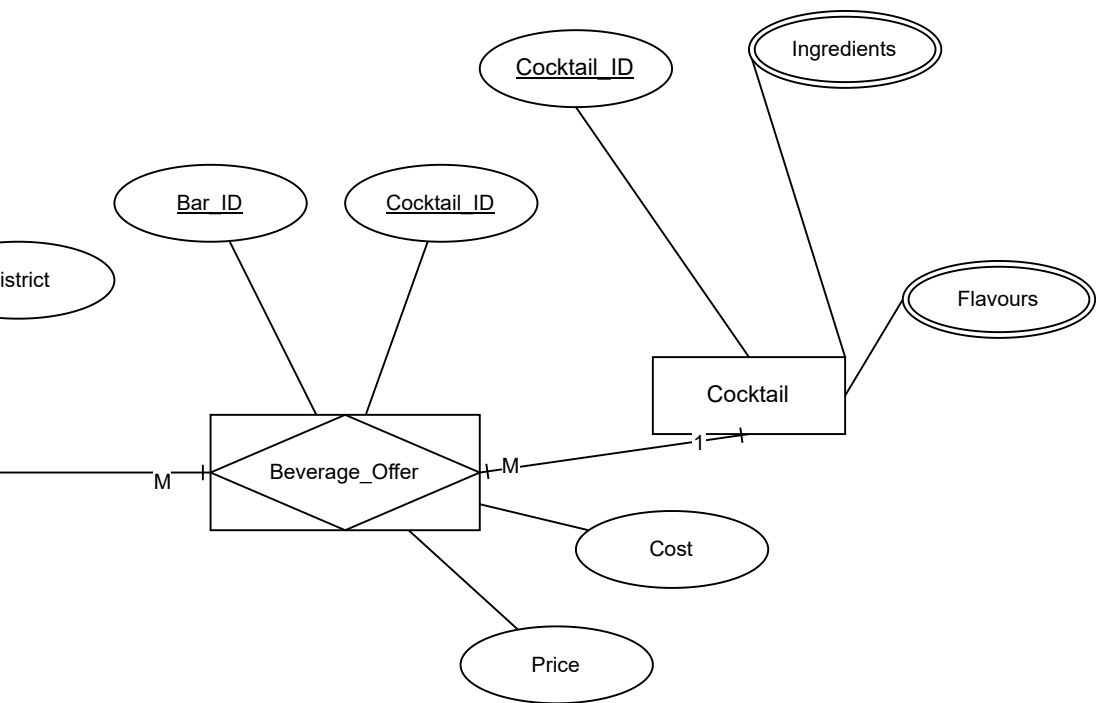 Ingredients
Cocktail_ID
Bar_ID
Cocktail_ID
istrict
Flavours
Cocktail
1
M
Beverage_Offer
M
Cost
Price